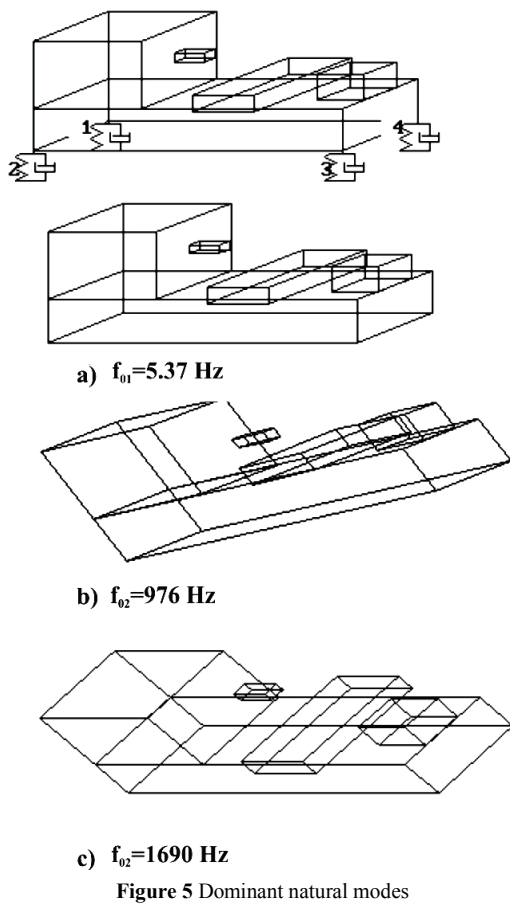 1 4
2 3
a) f₀₁=5.37 Hz
b) f₀₂=976 Hz
c) f₀₂=1690 Hz
Figure 5 Dominant natural modes